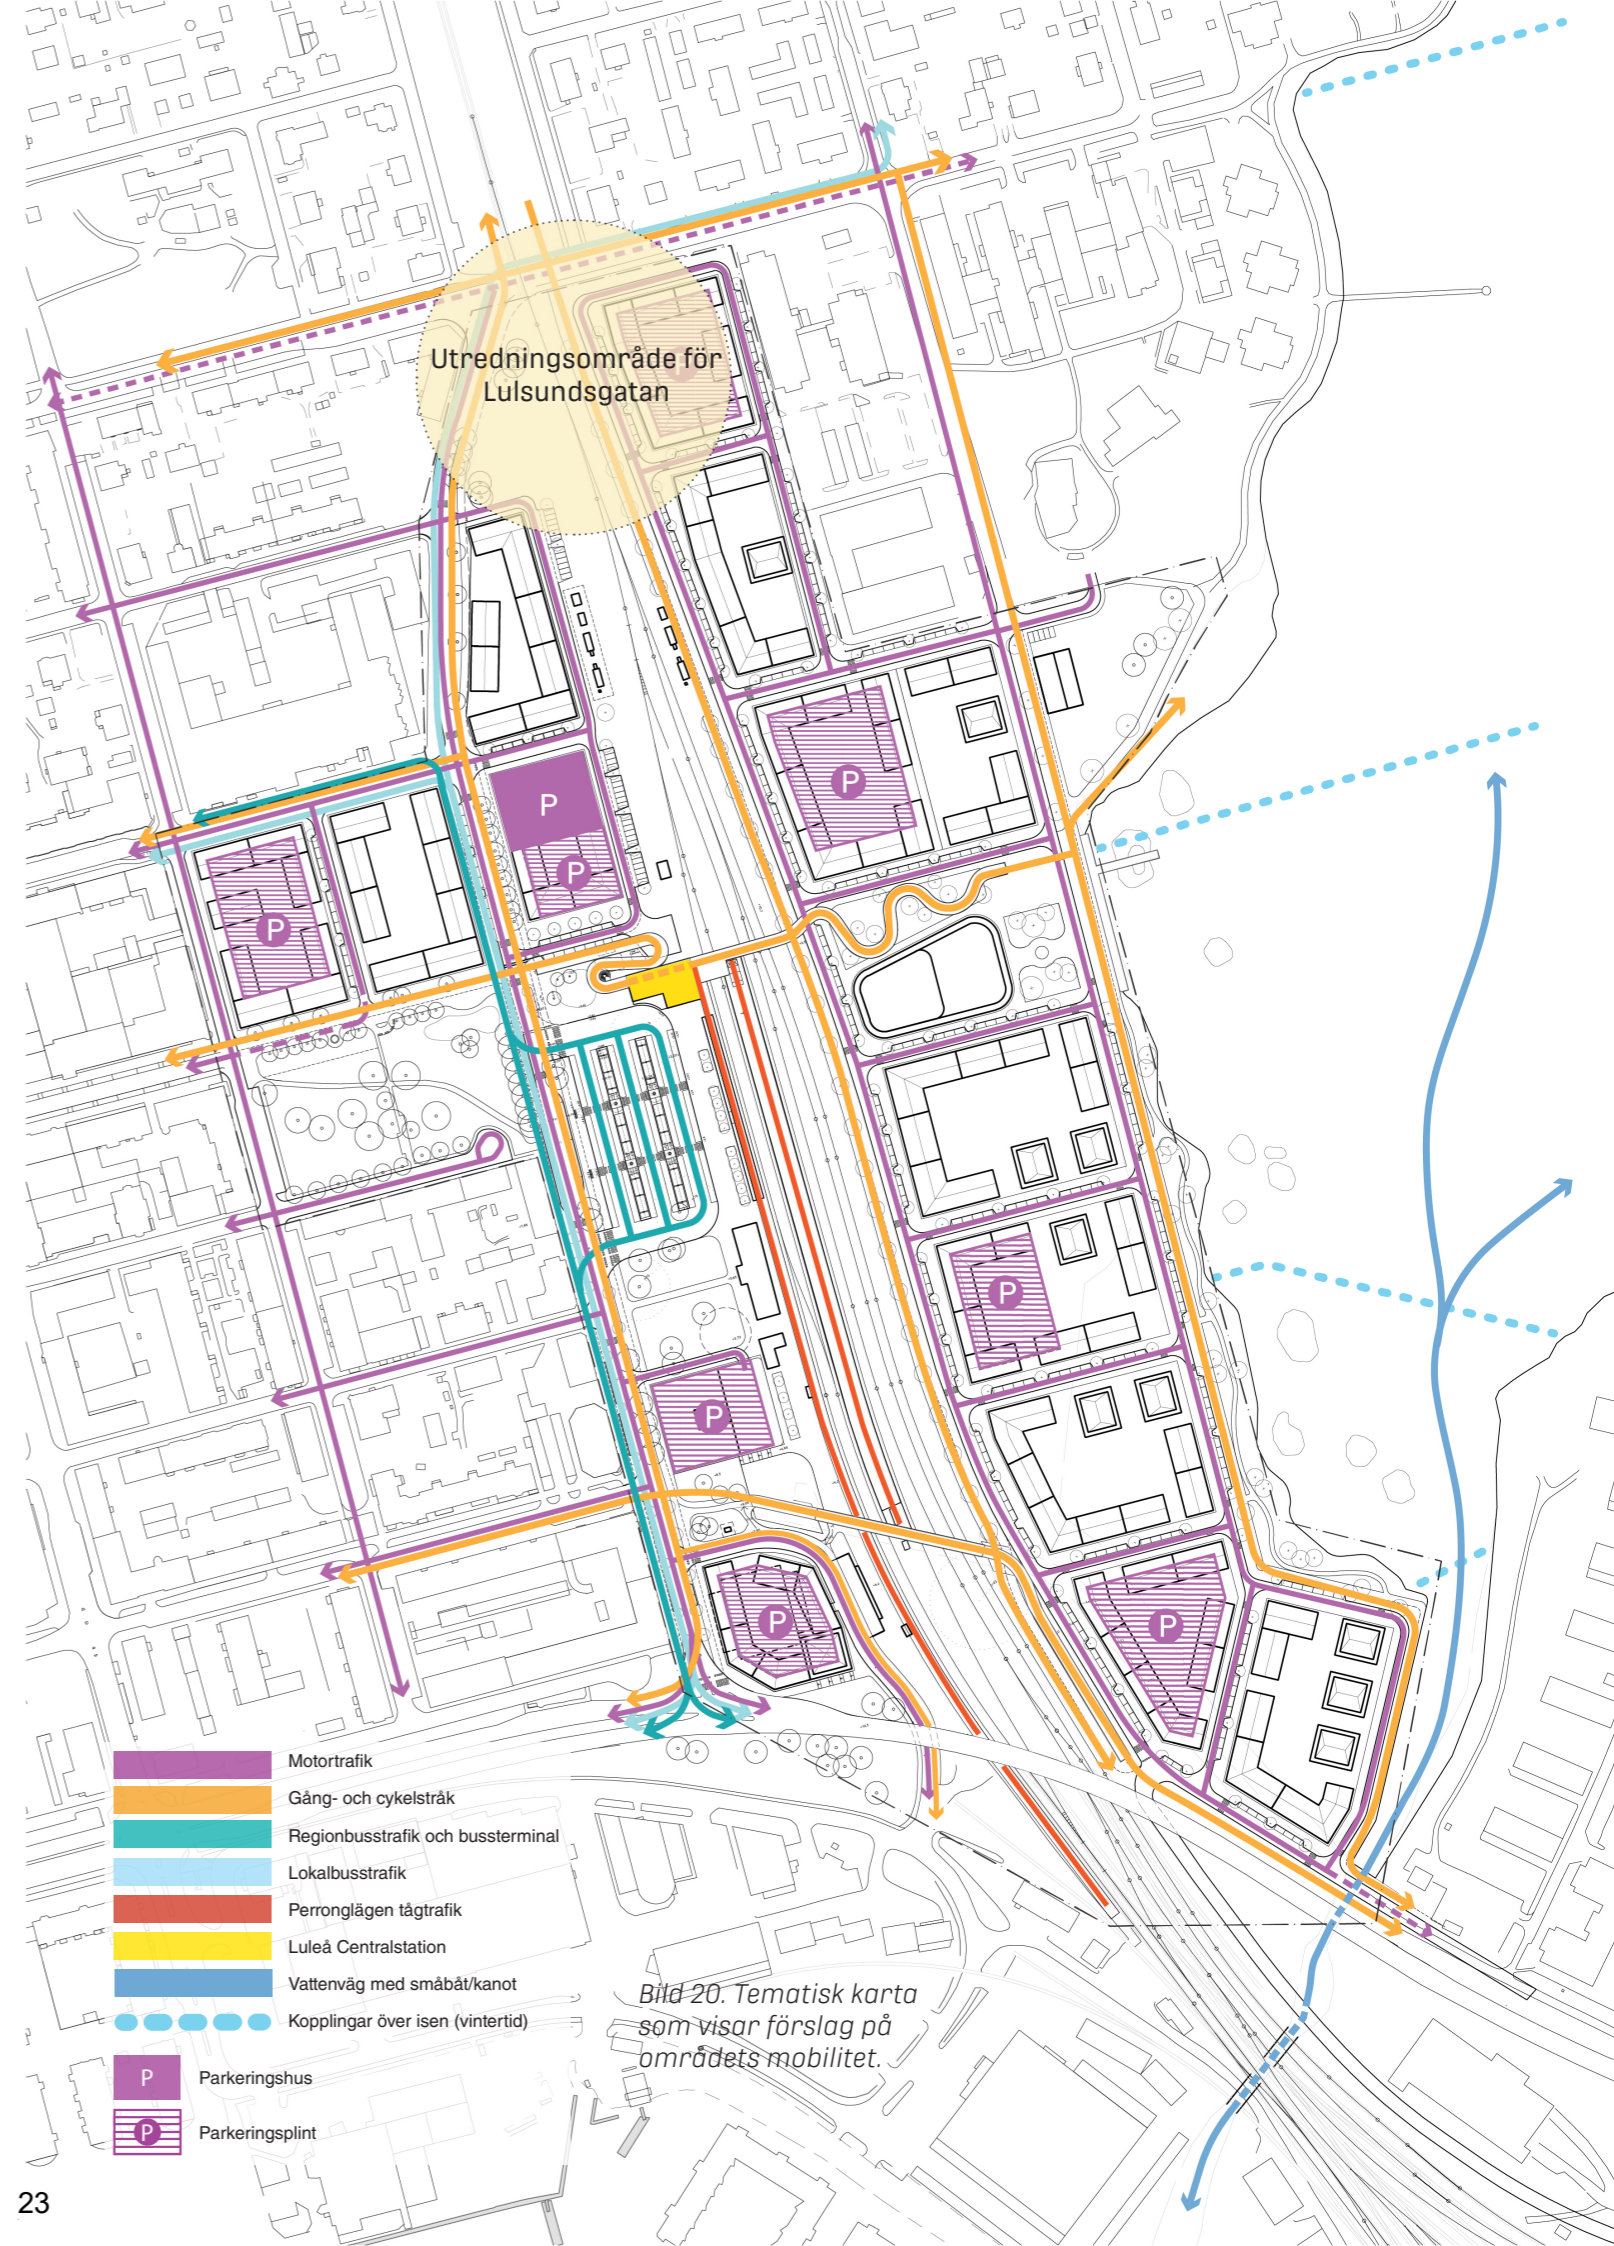 P
Utredningsområde för
Lulsundsgatan
P
P
P
P
P
P
P
P
Motortrafik
Gång- och cykelstråk
Regionbusstrafik och bussterminal
Lokalbusstrafik
Perronglägen tågtrafik
Luleå Centralstation
Vattenväg med småbåt/kanot
Kopplingar över isen (vintertid)
P Parkeringshus
P Parkeringsplint
Bild 20. Tematisk karta
som visar förslag på
områdets mobilitet.
23